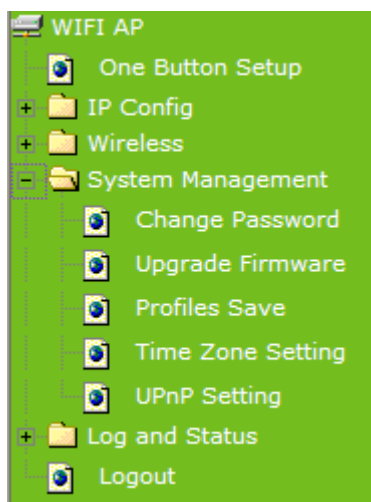 WIFI AP
One Button Setup
IP Config
Wireless
System Management
Change Password
Upgrade Firmware
Profiles Save
Time Zone Setting
UPnP Setting
Log and Status
Logout